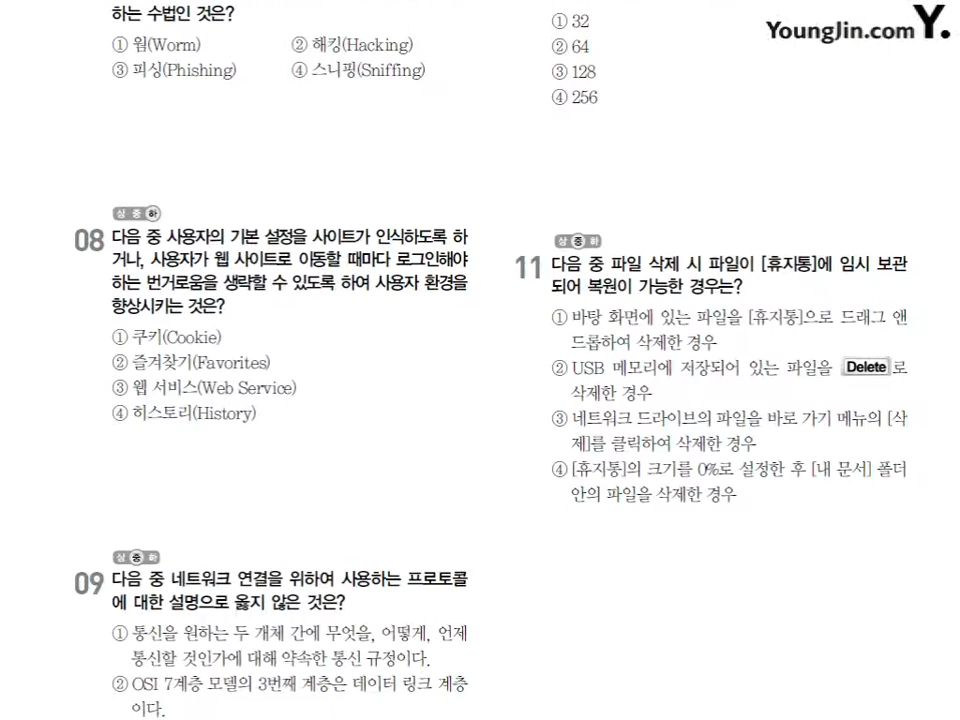 하는 수법인 것은?
① 웜(Worm) ② 해킹(Hacking)
③ 피싱(Phishing) ④ 스니핑(Sniffing)
상 중 하
08 다음 중 사용자의 기본 설정을 사이트가 인식하도록 하
거나, 사용자가 웹 사이트로 이동할 때마다 로그인해야
하는 번거로움을 생략할 수 있도록 하여 사용자 환경을
향상시키는 것은?
① 쿠키(Cookie)
② 즐겨찾기(Favorites)
③ 웹 서비스(Web Service)
④ 히스토리(History)
상 중 하
09 다음 중 네트워크 연결을 위하여 사용하는 프로토콜
에 대한 설명으로 옳지 않은 것은?
① 통신을 원하는 두 개체 간에 무엇을, 어떻게, 언제
통신할 것인가에 대해 약속한 통신 규정이다.
② OSI 7계층 모델의 3번째 계층은 데이터 링크 계층
이다.
① 32
② 64
③ 128
④ 256
YoungJin.com Y.
상 중 하
11 다음 중 파일 삭제 시 파일이 [휴지통]에 임시 보관
되어 복원이 가능한 경우는?
① 바탕 화면에 있는 파일을 [휴지통]으로 드래그 앤
드롭하여 삭제한 경우
② USB 메모리에 저장되어 있는 파일을 Delete로
삭제한 경우
③ 네트워크 드라이브의 파일을 바로 가기 메뉴의 [삭
제]를 클릭하여 삭제한 경우
④ [휴지통]의 크기를 0%로 설정한 후 [내 문서] 폴더
안의 파일을 삭제한 경우